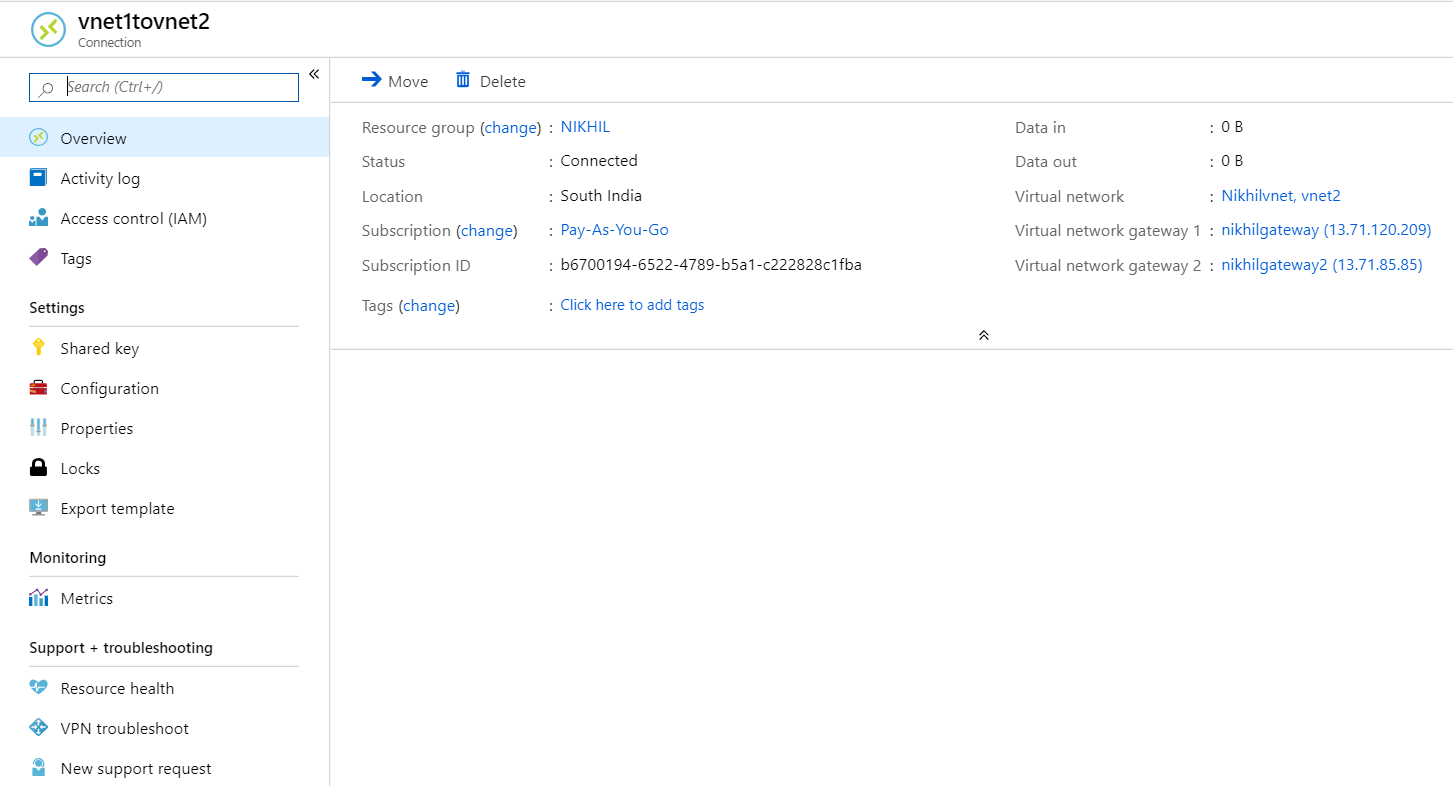 vnet1tovnet2
Connection
Search (Ctrl+/)
«
Overview
Activity log
Access control (IAM)
Tags
Settings
Shared key
Configuration
Properties
Locks
Export template
Monitoring
Metrics
Support + troubleshooting
Resource health
VPN troubleshoot
New support request
Move Delete
Resource group (change) : NIKHIL
Status : Connected
Location : South India
Subscription (change) : Pay-As-You-Go
Subscription ID : b6700194-6522-4789-b5a1-c222828c1fba
Tags (change) : Click here to add tags
Data in : 0 B
Data out : 0 B
Virtual network : Nikhilvnet, vnet2
Virtual network gateway 1 : nikhilgateway (13.71.120.209)
Virtual network gateway 2 : nikhilgateway2 (13.71.85.85)